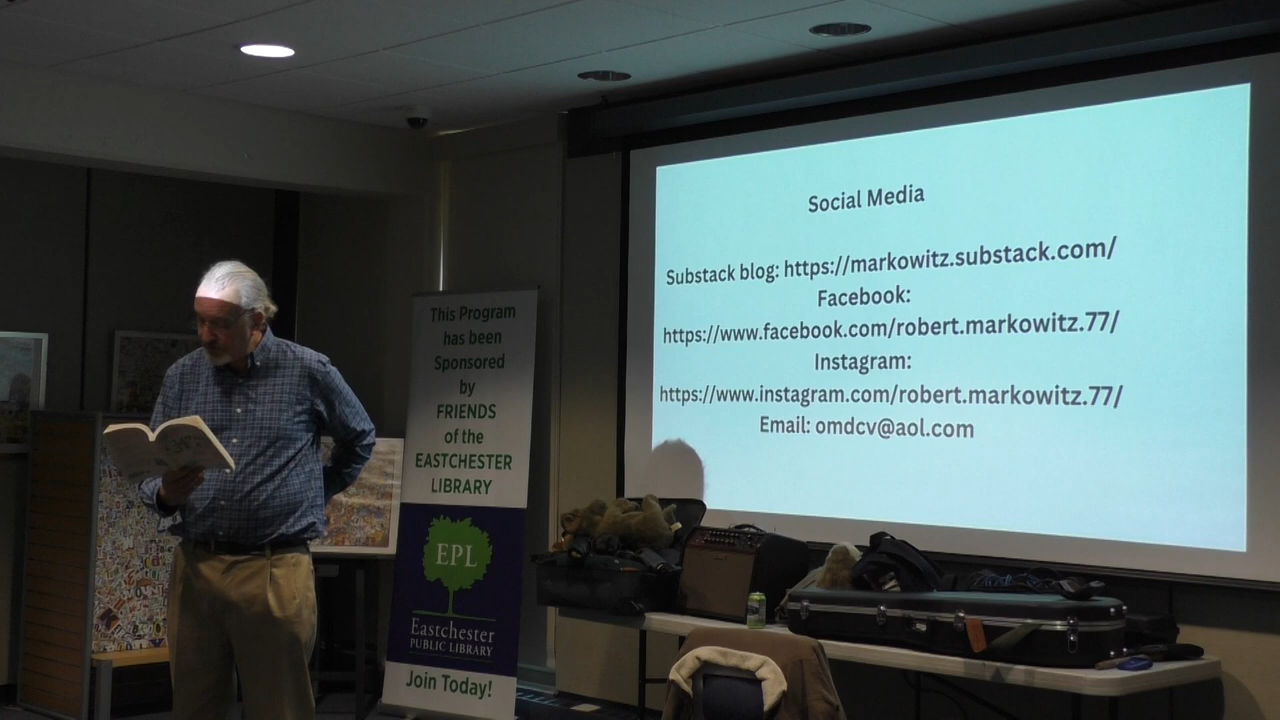 Social Media
Substack blog: https://markowitz.substack.com/
Facebook:
https://www.facebook.com/robert.markowitz.77/
Instagram:
https://www.instagram.com/robert.markowitz.77/
Email: omdcv@aol.com
This Program
has been
Sponsored
by
FRIENDS
of the
EASTCHESTER
LIBRARY
EPL
Eastchester
PUBLIC LIBRARY
Join Today!